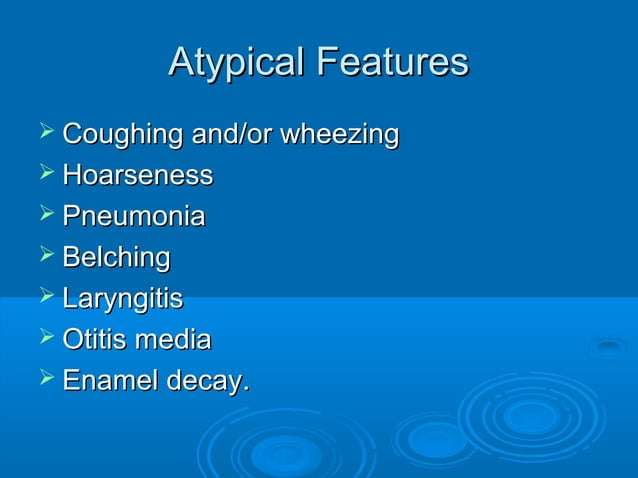 Atypical Features
➢ Coughing and/or wheezing
➢ Hoarseness
➢ Pneumonia
➢ Belching
➢ Laryngitis
➢ Otitis media
➢ Enamel decay.